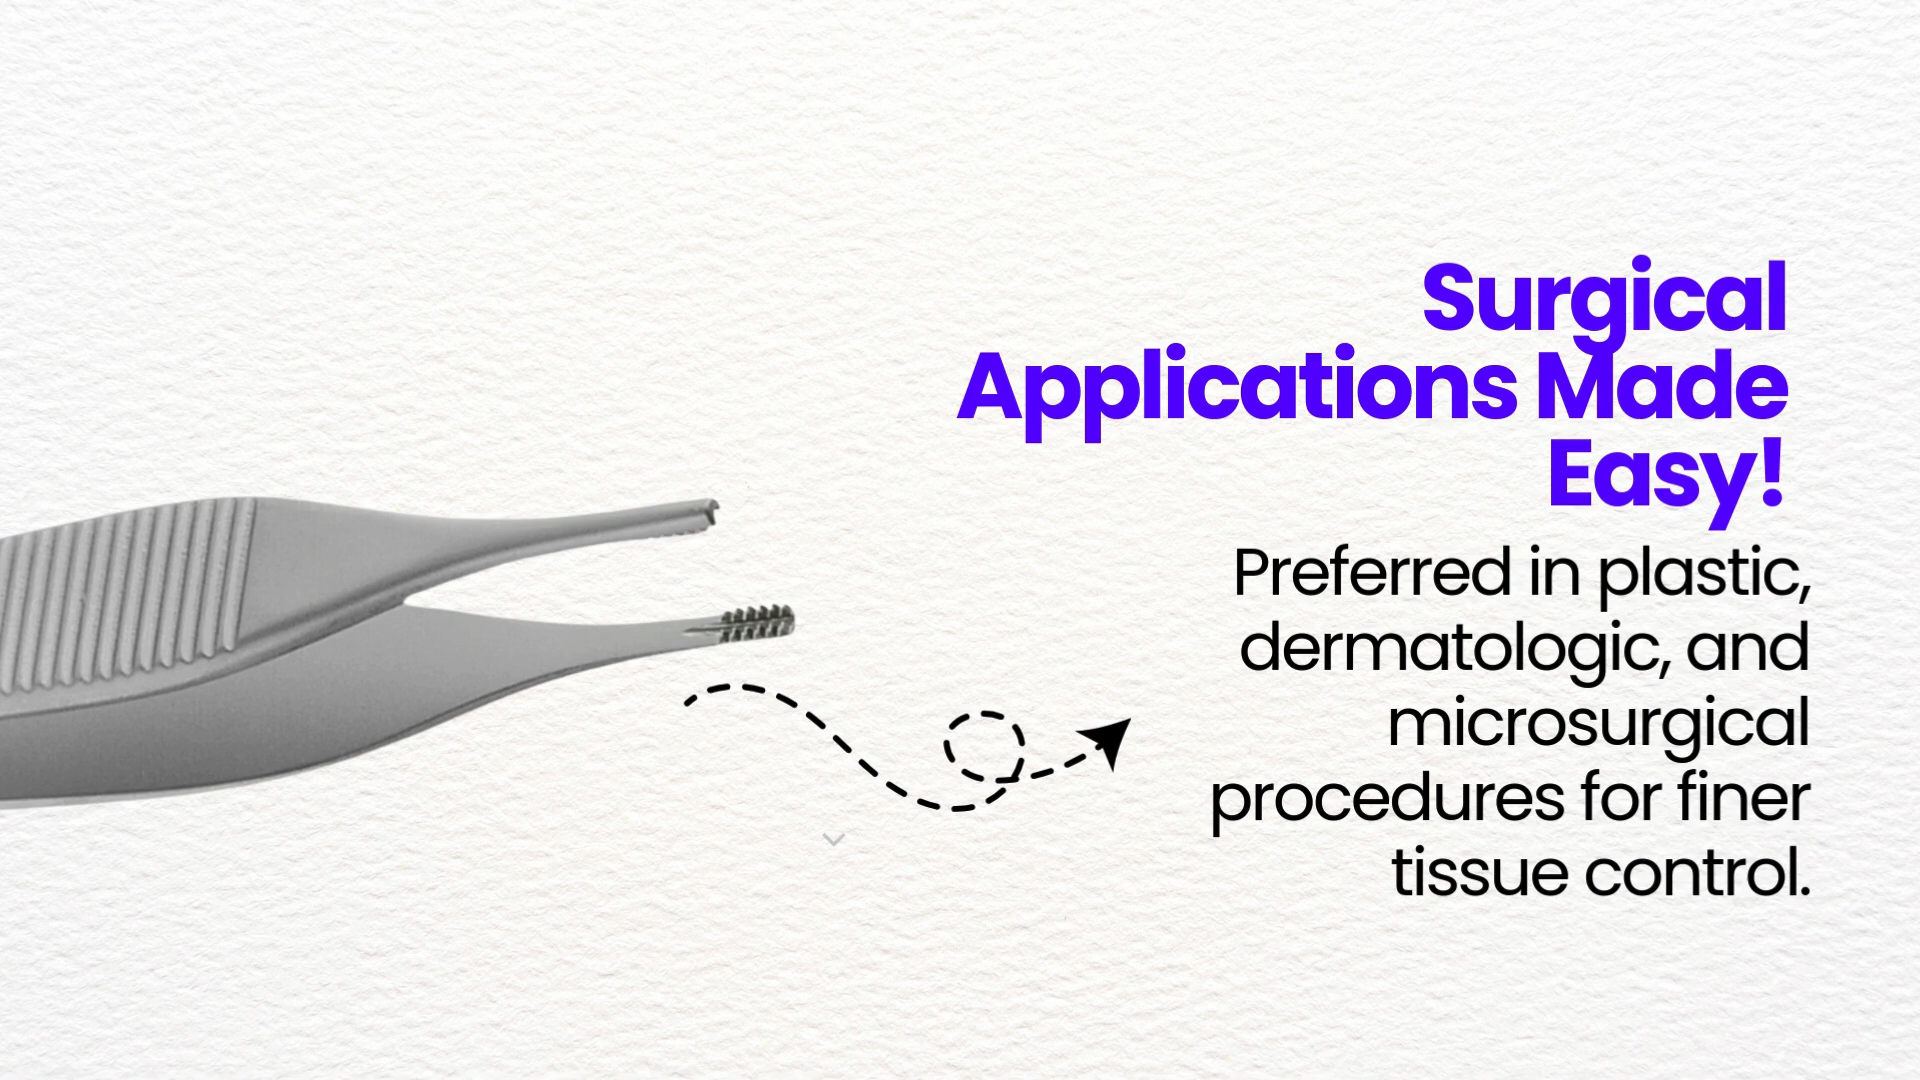 Surgical
Applications Made
Easy!
Preferred in plastic,
dermatologic, and
microsurgical
procedures for finer
tissue control.